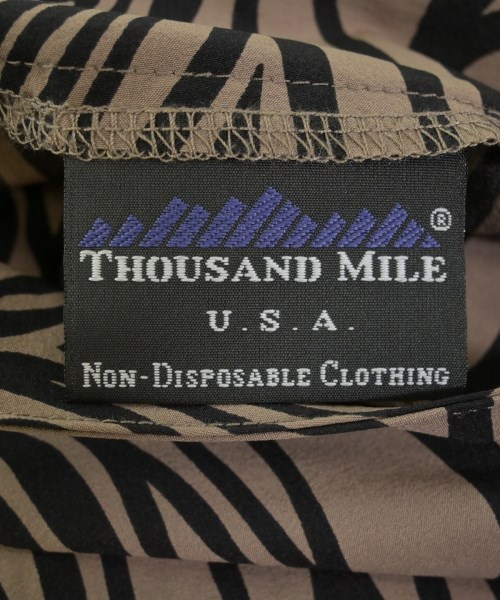 ®
THOUSAND MILE
U.S.A.
NON-DISPOSABLE CLOTHING